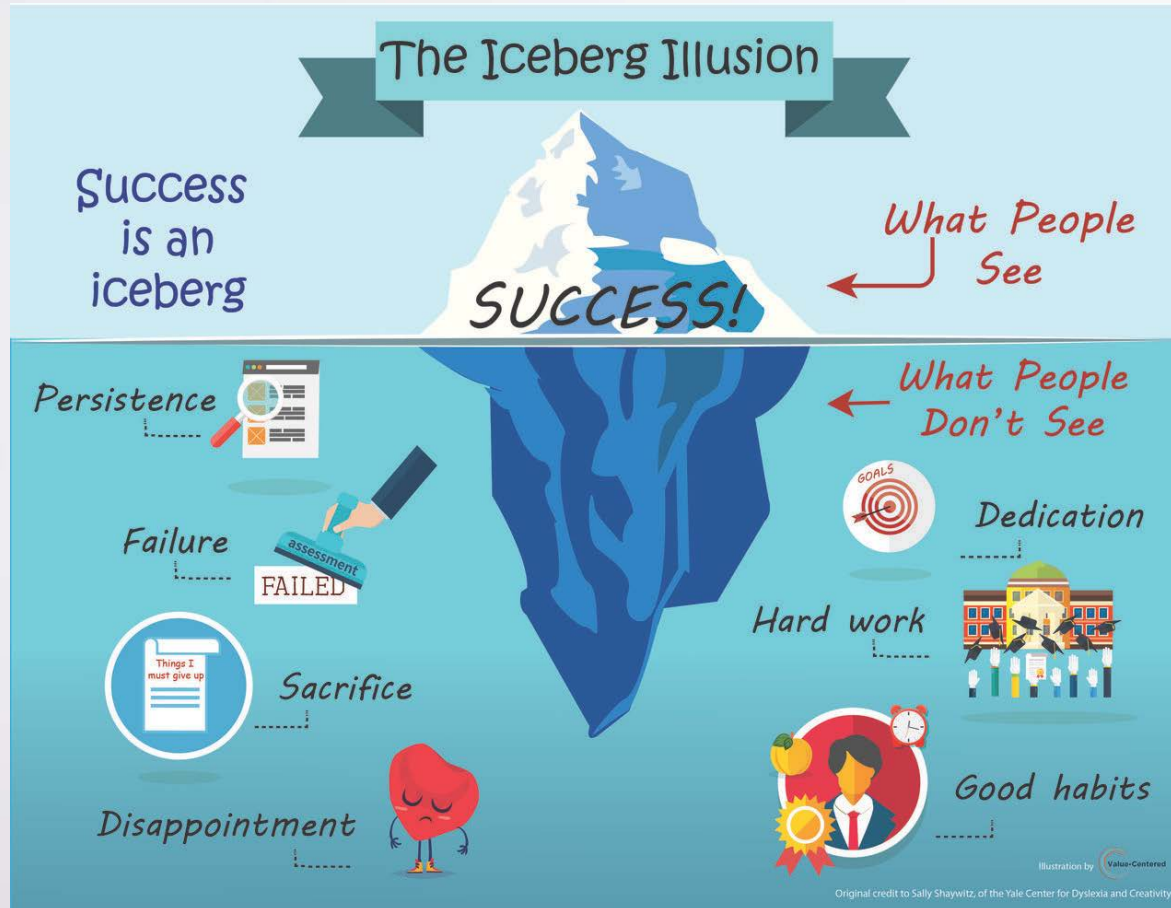 The Iceberg Illusion
Success
is an
iceberg
What People
See
SUCCESS!
What People
Don't See
Persistence
GOALS
Dedication
Failure
assessment
FAILED
Hard work
Things I
must give up
Sacrifice
Good habits
Disappointment
Illustration by Value-Centered
Original credit to Sally Shaywitz, of the Yale Center for Dyslexia and Creativity